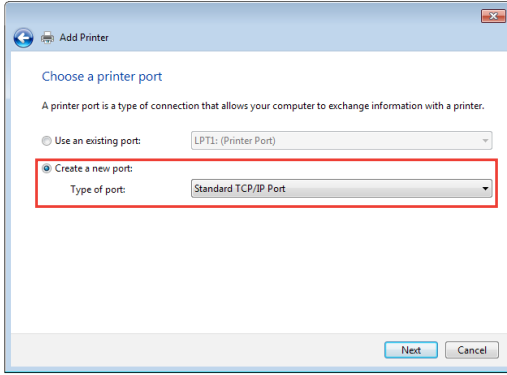 Add Printer
Choose a printer port
A printer port is a type of connection that allows your computer to exchange information with a printer.
Use an existing port: LPT1: (Printer Port)
Create a new port:
Type of port: Standard TCP/IP Port
Next Cancel